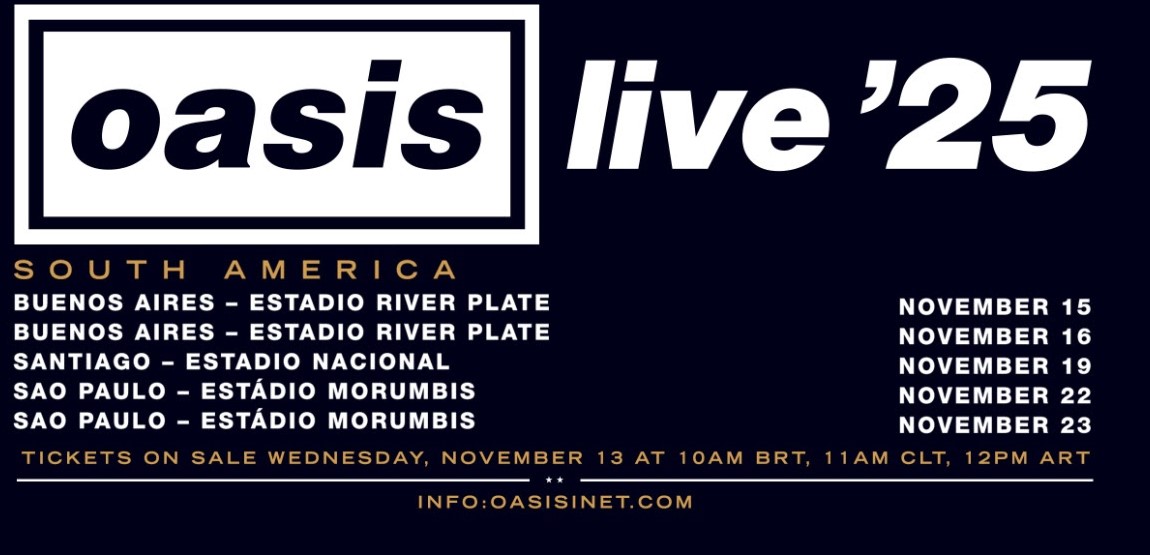 oasis live '25
SOUTH AMERICA
BUENOS AIRES – ESTADIO RIVER PLATE NOVEMBER 15
BUENOS AIRES – ESTADIO RIVER PLATE NOVEMBER 16
SANTIAGO – ESTADIO NACIONAL NOVEMBER 19
SAO PAULO – ESTÁDIO MORUMBIS NOVEMBER 22
SAO PAULO – ESTÁDIO MORUMBIS NOVEMBER 23
TICKETS ON SALE WEDNESDAY, NOVEMBER 13 AT 10AM BRT, 11AM CLT, 12PM ART
INFO:OASISINET.COM